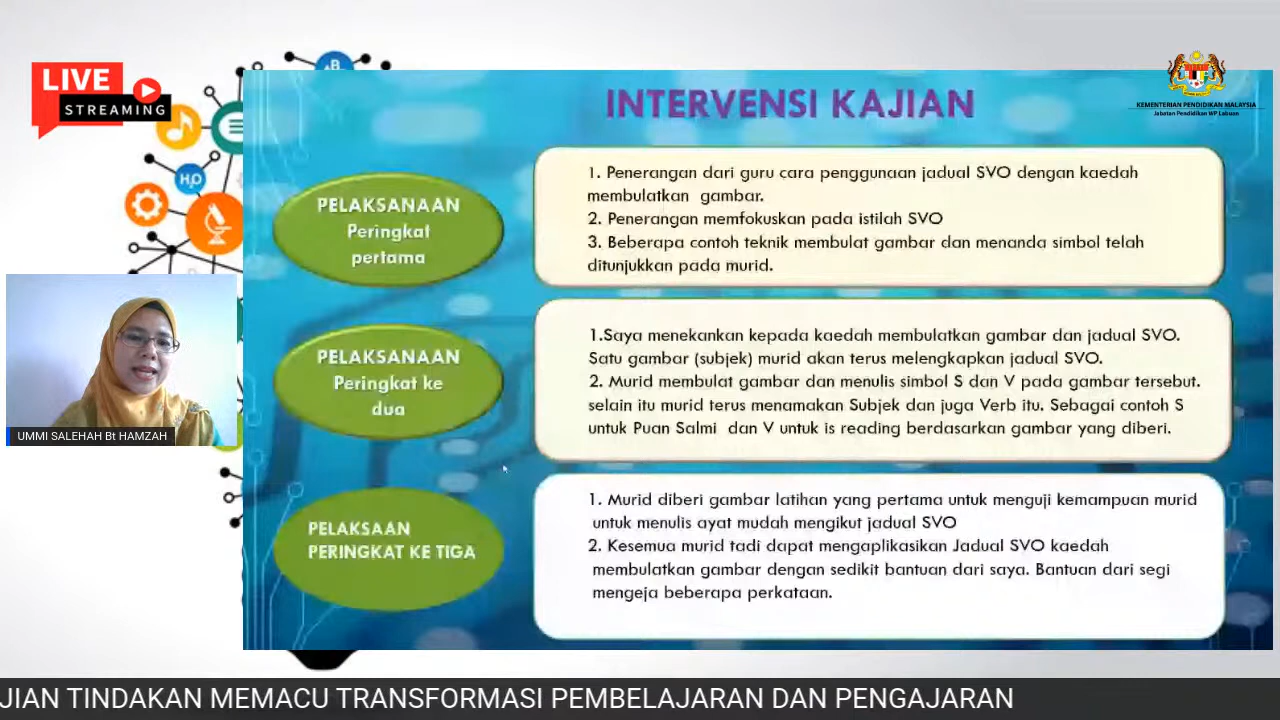 LIVE
STREAMING
B
H₂O
KEMENTERIAN PENDIDIKAN MALAYSIA
Jabatan Pendidikan WP Labuan
INTERVENSI KAJIAN
PELAKSANAAN
Peringkat
pertama
1. Penerangan dari guru cara penggunaan jadual SVO dengan kaedah
membulatkan gambar.
2. Penerangan memfokuskan pada istilah SVO
3. Beberapa contoh teknik membulat gambar dan menanda simbol telah
ditunjukkan pada murid.
PELAKSANAAN
Peringkat ke
dua
1.Saya menekankan kepada kaedah membulatkan gambar dan jadual SVO.
Satu gambar (subjek) murid akan terus melengkapkan jadual SVO.
2. Murid membulat gambar dan menulis simbol S dan V pada gambar tersebut.
selain itu murid terus menamakan Subjek dan juga Verb itu. Sebagai contoh S
untuk Puan Salmi dan V untuk is reading berdasarkan gambar yang diberi.
PELAKSAAN
PERINGKAT KE TIGA
1. Murid diberi gambar latihan yang pertama untuk menguji kemampuan murid
untuk menulis ayat mudah mengikut jadual SVO
2. Kesemua murid tadi dapat mengaplikasikan Jadual SVO kaedah
membulatkan gambar dengan sedikit bantuan dari saya. Bantuan dari segi
mengeja beberapa perkataan.
UMMI SALEHAH Bt HAMZAH
JIAN TINDAKAN MEMACU TRANSFORMASI PEMBELAJARAN DAN PENGAJARAN